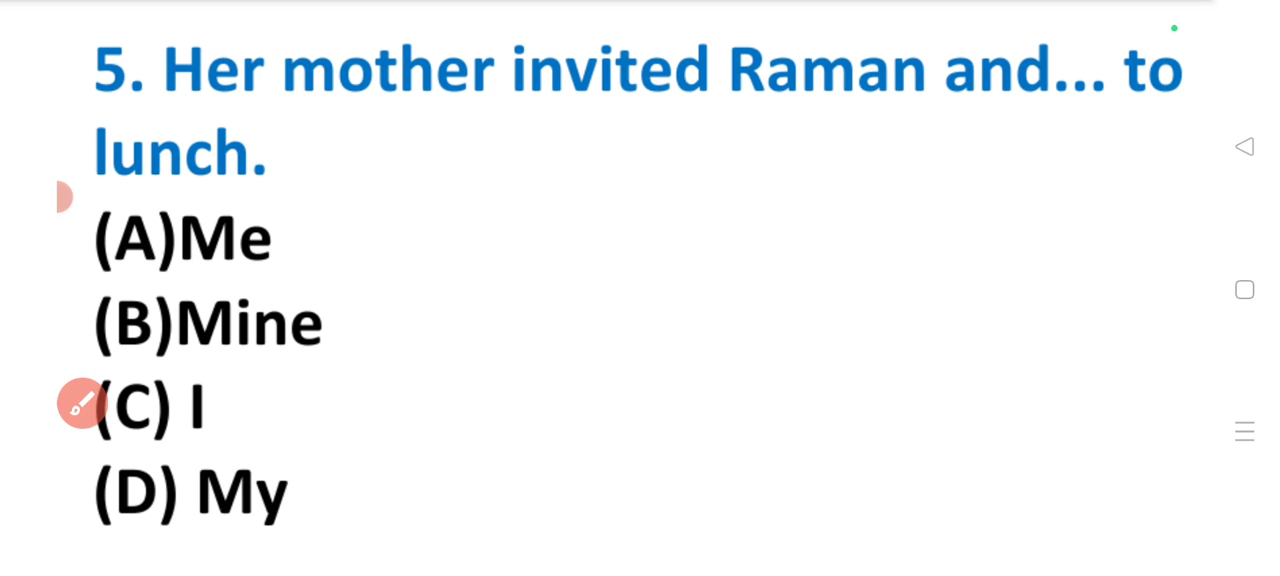 5. Her mother invited Raman and... to
lunch.
(A)Me
(B)Mine
(C) I
(D) My